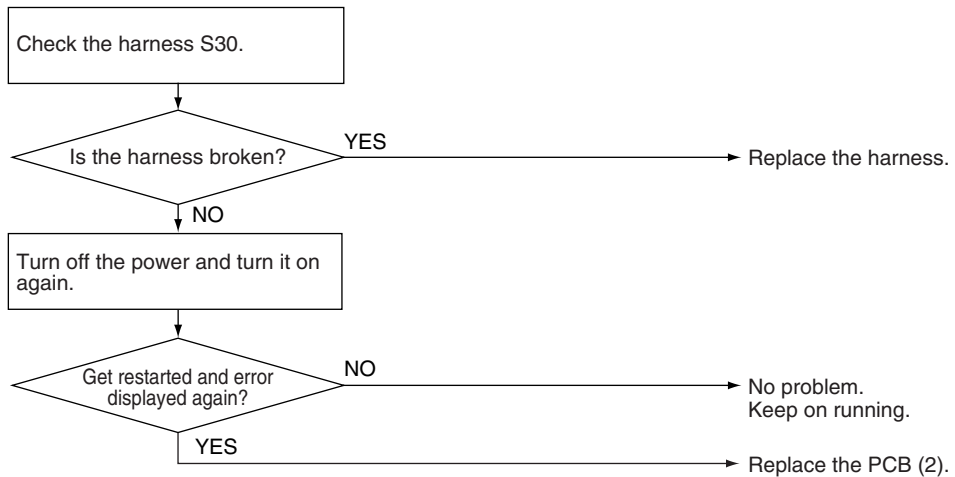 Check the harness S30.
YES
Is the harness broken?
Replace the harness.
NO
Turn off the power and turn it on
again.
NO
Get restarted and error
displayed again?
No problem.
Keep on running.
YES
Replace the PCB (2).